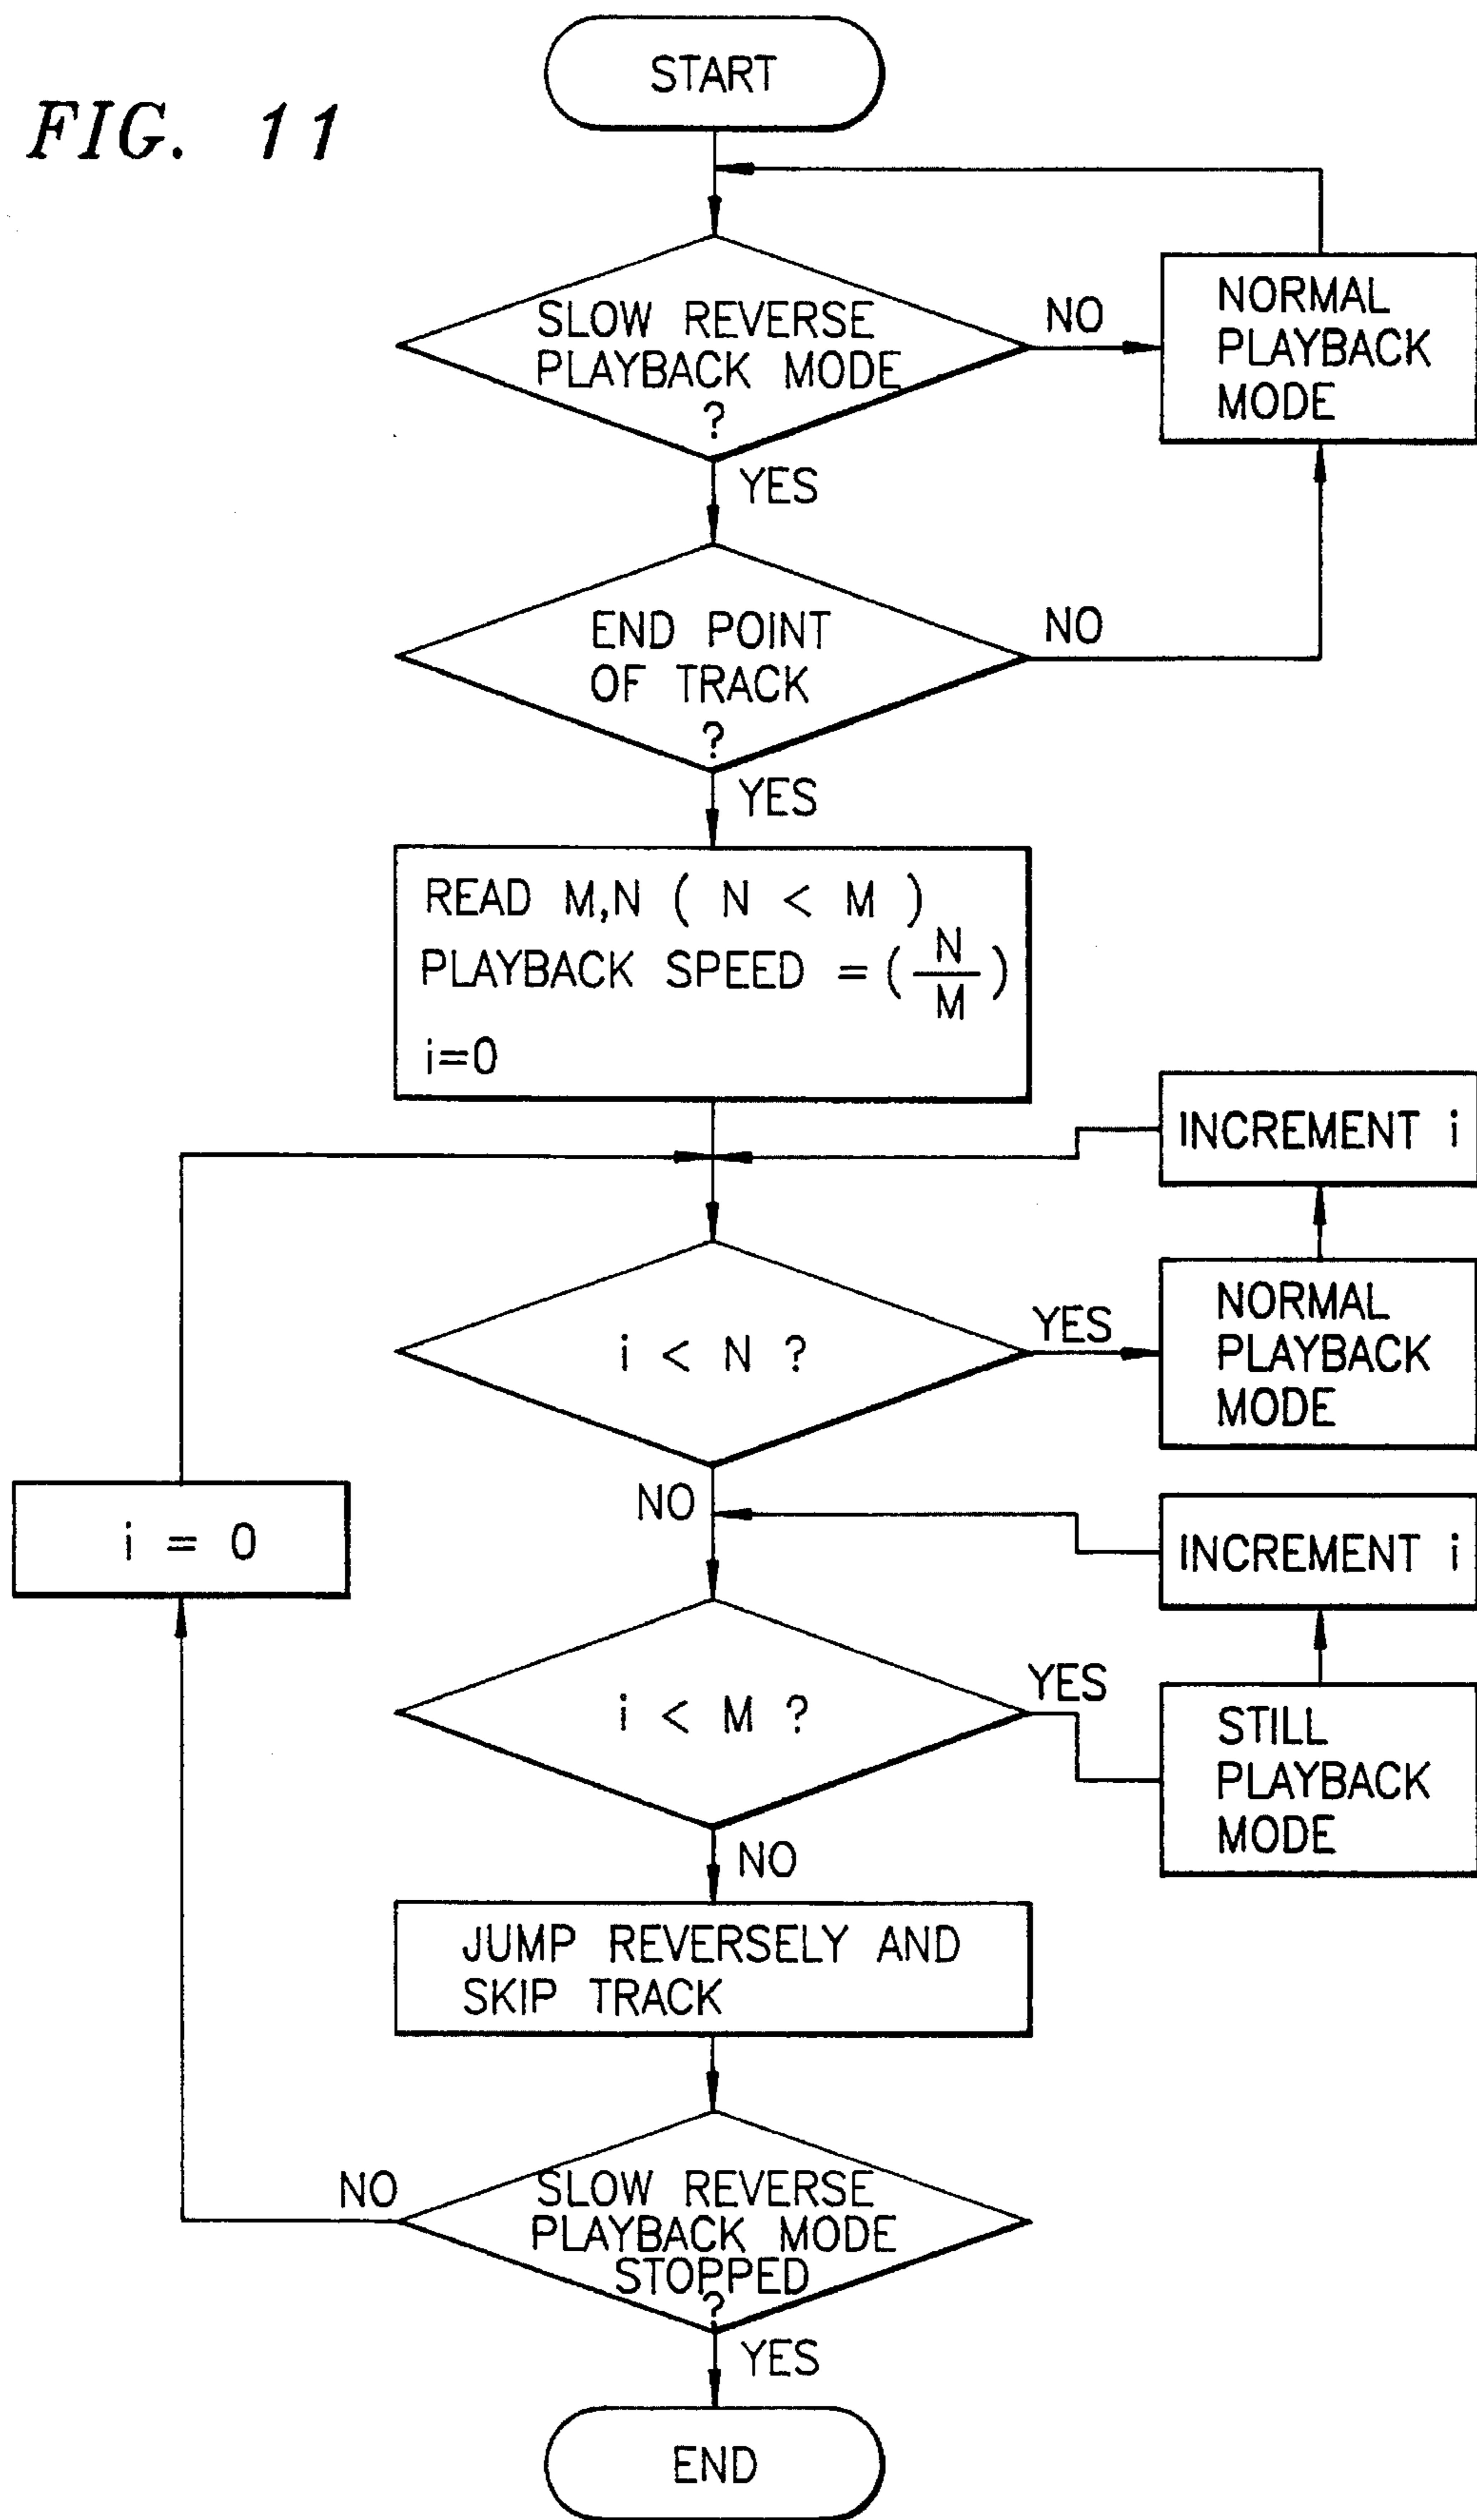 FIG. 11
START
SLOW REVERSE
PLAYBACK MODE
?
NO
NORMAL
PLAYBACK
MODE
YES
END POINT
OF TRACK
?
NO
YES
READ M,N ( N < M )
PLAYBACK SPEED = ( N/M )
i=0
INCREMENT i
i < N ?
YES
NORMAL
PLAYBACK
MODE
NO
i = 0
INCREMENT i
i < M ?
YES
STILL
PLAYBACK
MODE
NO
JUMP REVERSELY AND
SKIP TRACK
NO
SLOW REVERSE
PLAYBACK MODE
STOPPED
?
YES
END